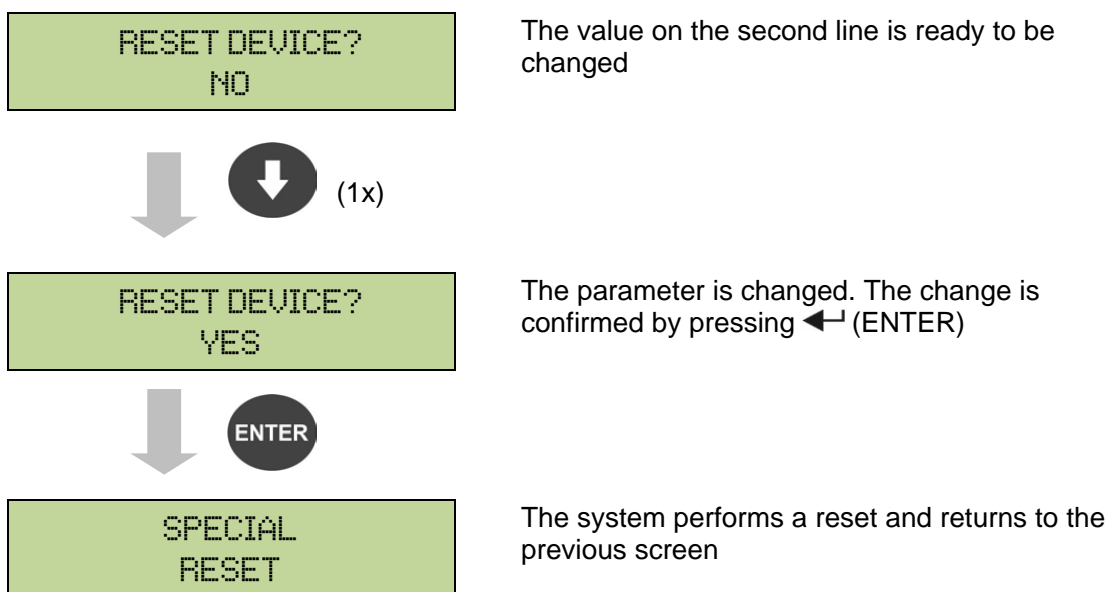 RESET DEVICE?
NO
The value on the second line is ready to be
changed
(1x)
RESET DEVICE?
YES
The parameter is changed. The change is
confirmed by pressing (ENTER)
ENTER
SPECIAL
RESET
The system performs a reset and returns to the
previous screen